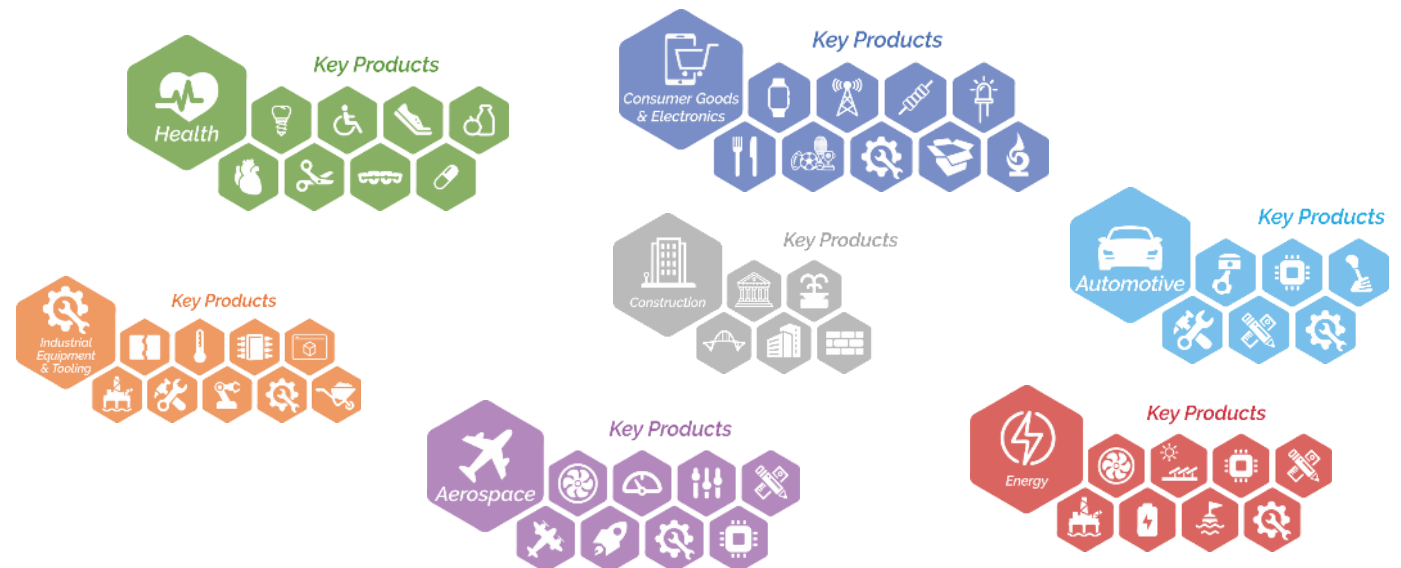 Key Products
Health
Key Products
Consumer Goods
& Electronics
Key Products
Construction
Key Products
Automotive
Key Products
Industrial
Equipment
& Tooling
Key Products
Aerospace
Key Products
Energy